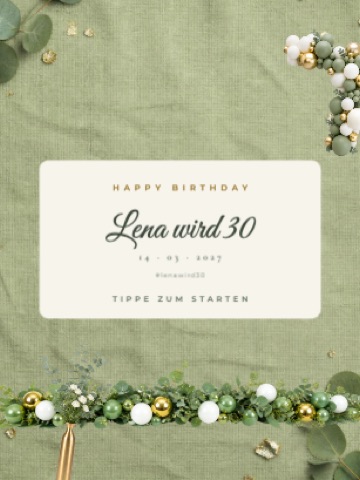 HAPPY BIRTHDAY
Lena wird 30
14 · 03 · 2027
#lenawird30
TIPPE ZUM STARTEN